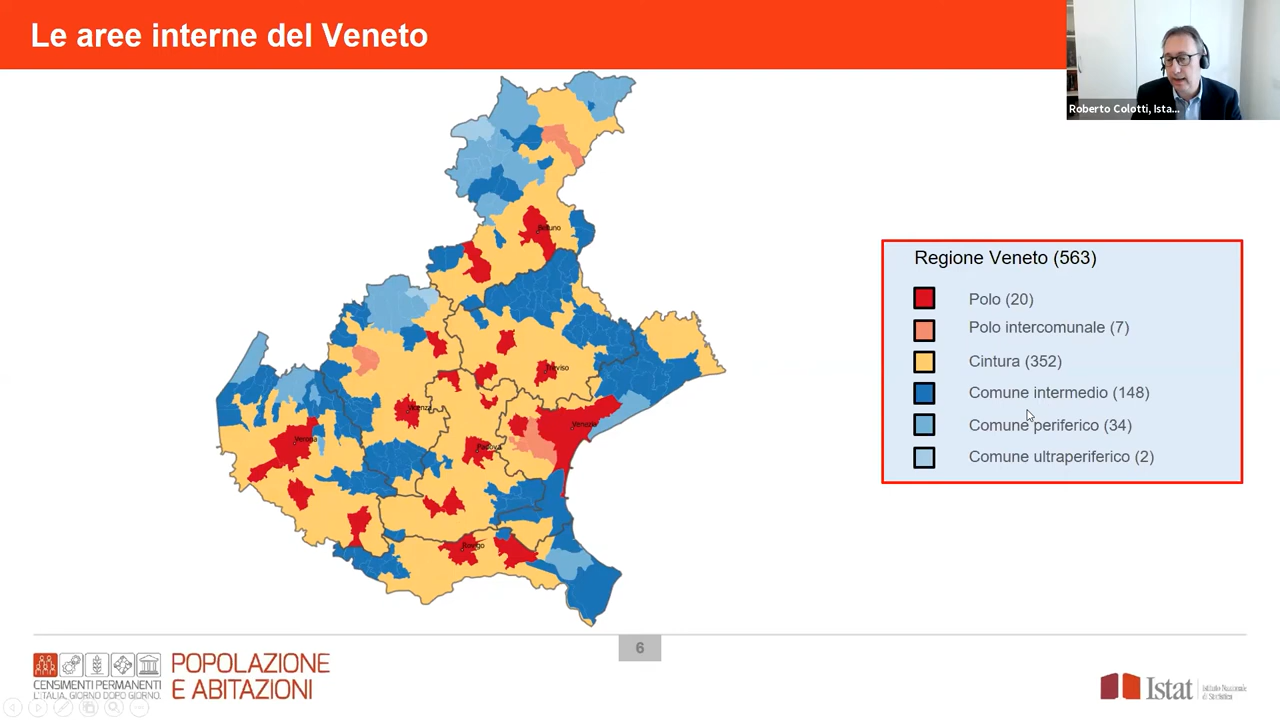 Le aree interne del Veneto
Roberto Colotti, Ista...
Belluno
Treviso
Vicenza
Venezia
Verona
Padova
Rovigo
Regione Veneto (563)
Polo (20)
Polo intercomunale (7)
Cintura (352)
Comune intermedio (148)
Comune periferico (34)
Comune ultraperiferico (2)
6
POPOLAZIONE
E ABITAZIONI
CENSIMENTI PERMANENTI
L'ITALIA, GIORNO DOPO GIORNO.
Istat
Istituto Nazionale
di Statistica